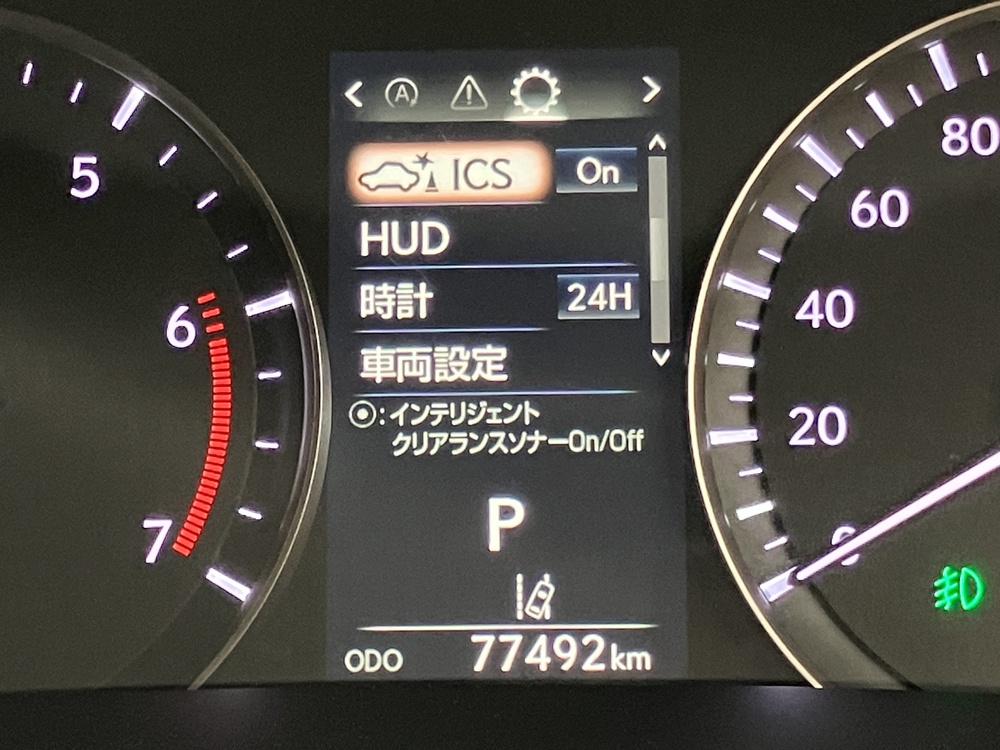 A
ICS On
HUD
時計 24H
車両設定
⦿:インテリジェント
クリアランスソナーOn/Off
P
ODO 77492km
5
6
7
80
60
40
20
0